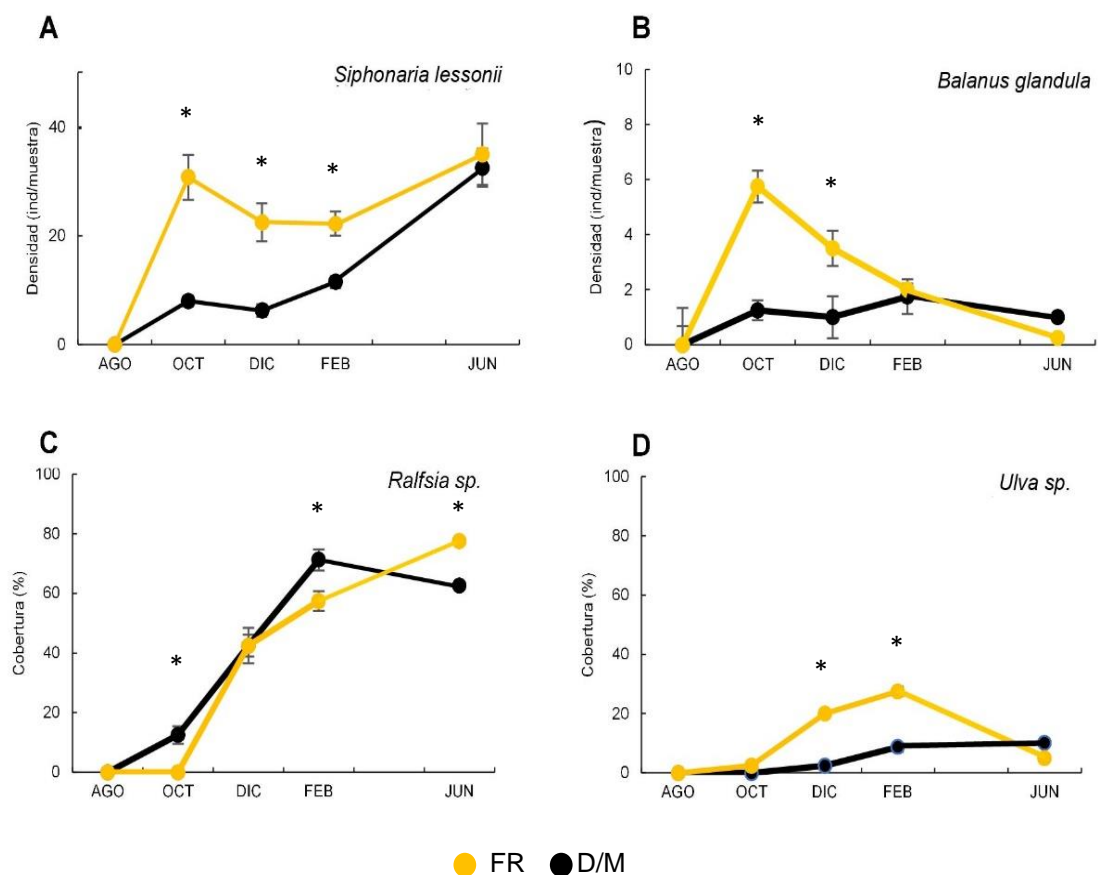 A
Siphonaria lessonii
Densidad (ind/muestra)
40
20
0
AGO OCT DIC FEB JUN
* * *
B
Balanus glandula
Densidad (ind/muestra)
10
8
6
4
2
0
AGO OCT DIC FEB JUN
* *
C
Ralfsia sp.
Cobertura (%)
100
80
60
40
20
0
AGO OCT DIC FEB JUN
* * *
D
Ulva sp.
Cobertura (%)
100
80
60
40
20
0
AGO OCT DIC FEB JUN
* *
FR D/M